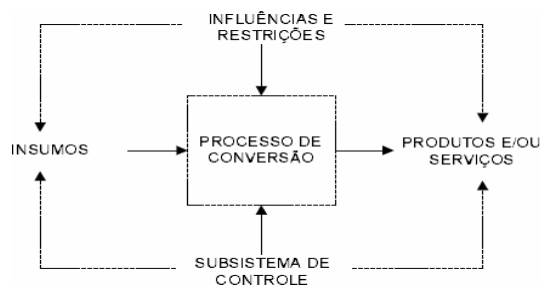 INFLUÊNCIAS E
RESTRIÇÕES
INSUMOS
PROCESSO DE
CONVERSÃO
PRODUTOS E/OU
SERVIÇOS
SUBSISTEMA DE
CONTROLE